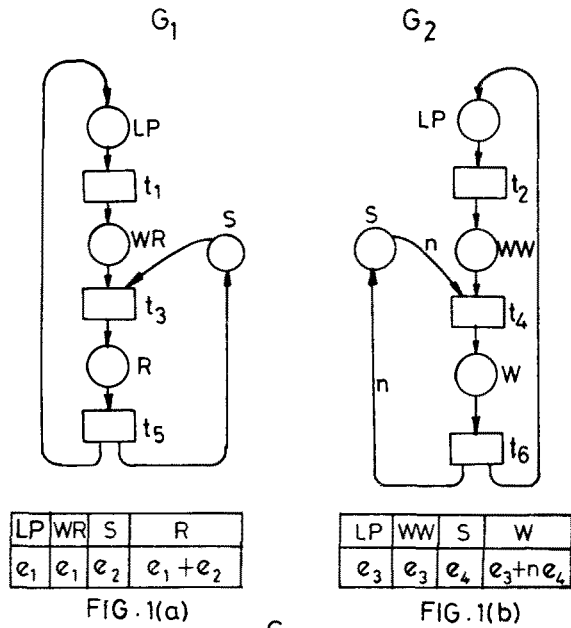 G₁
G₂
LP
t₁
WR
S
t₃
R
t₅
LP
t₂
S
n
WW
t₄
W
n
t₆
LP WR S R
e₁ e₁ e₂ e₁ + e₂
FIG. 1(a)
LP WW S W
e₃ e₃ e₄ e₃+ne₄
FIG. 1(b)